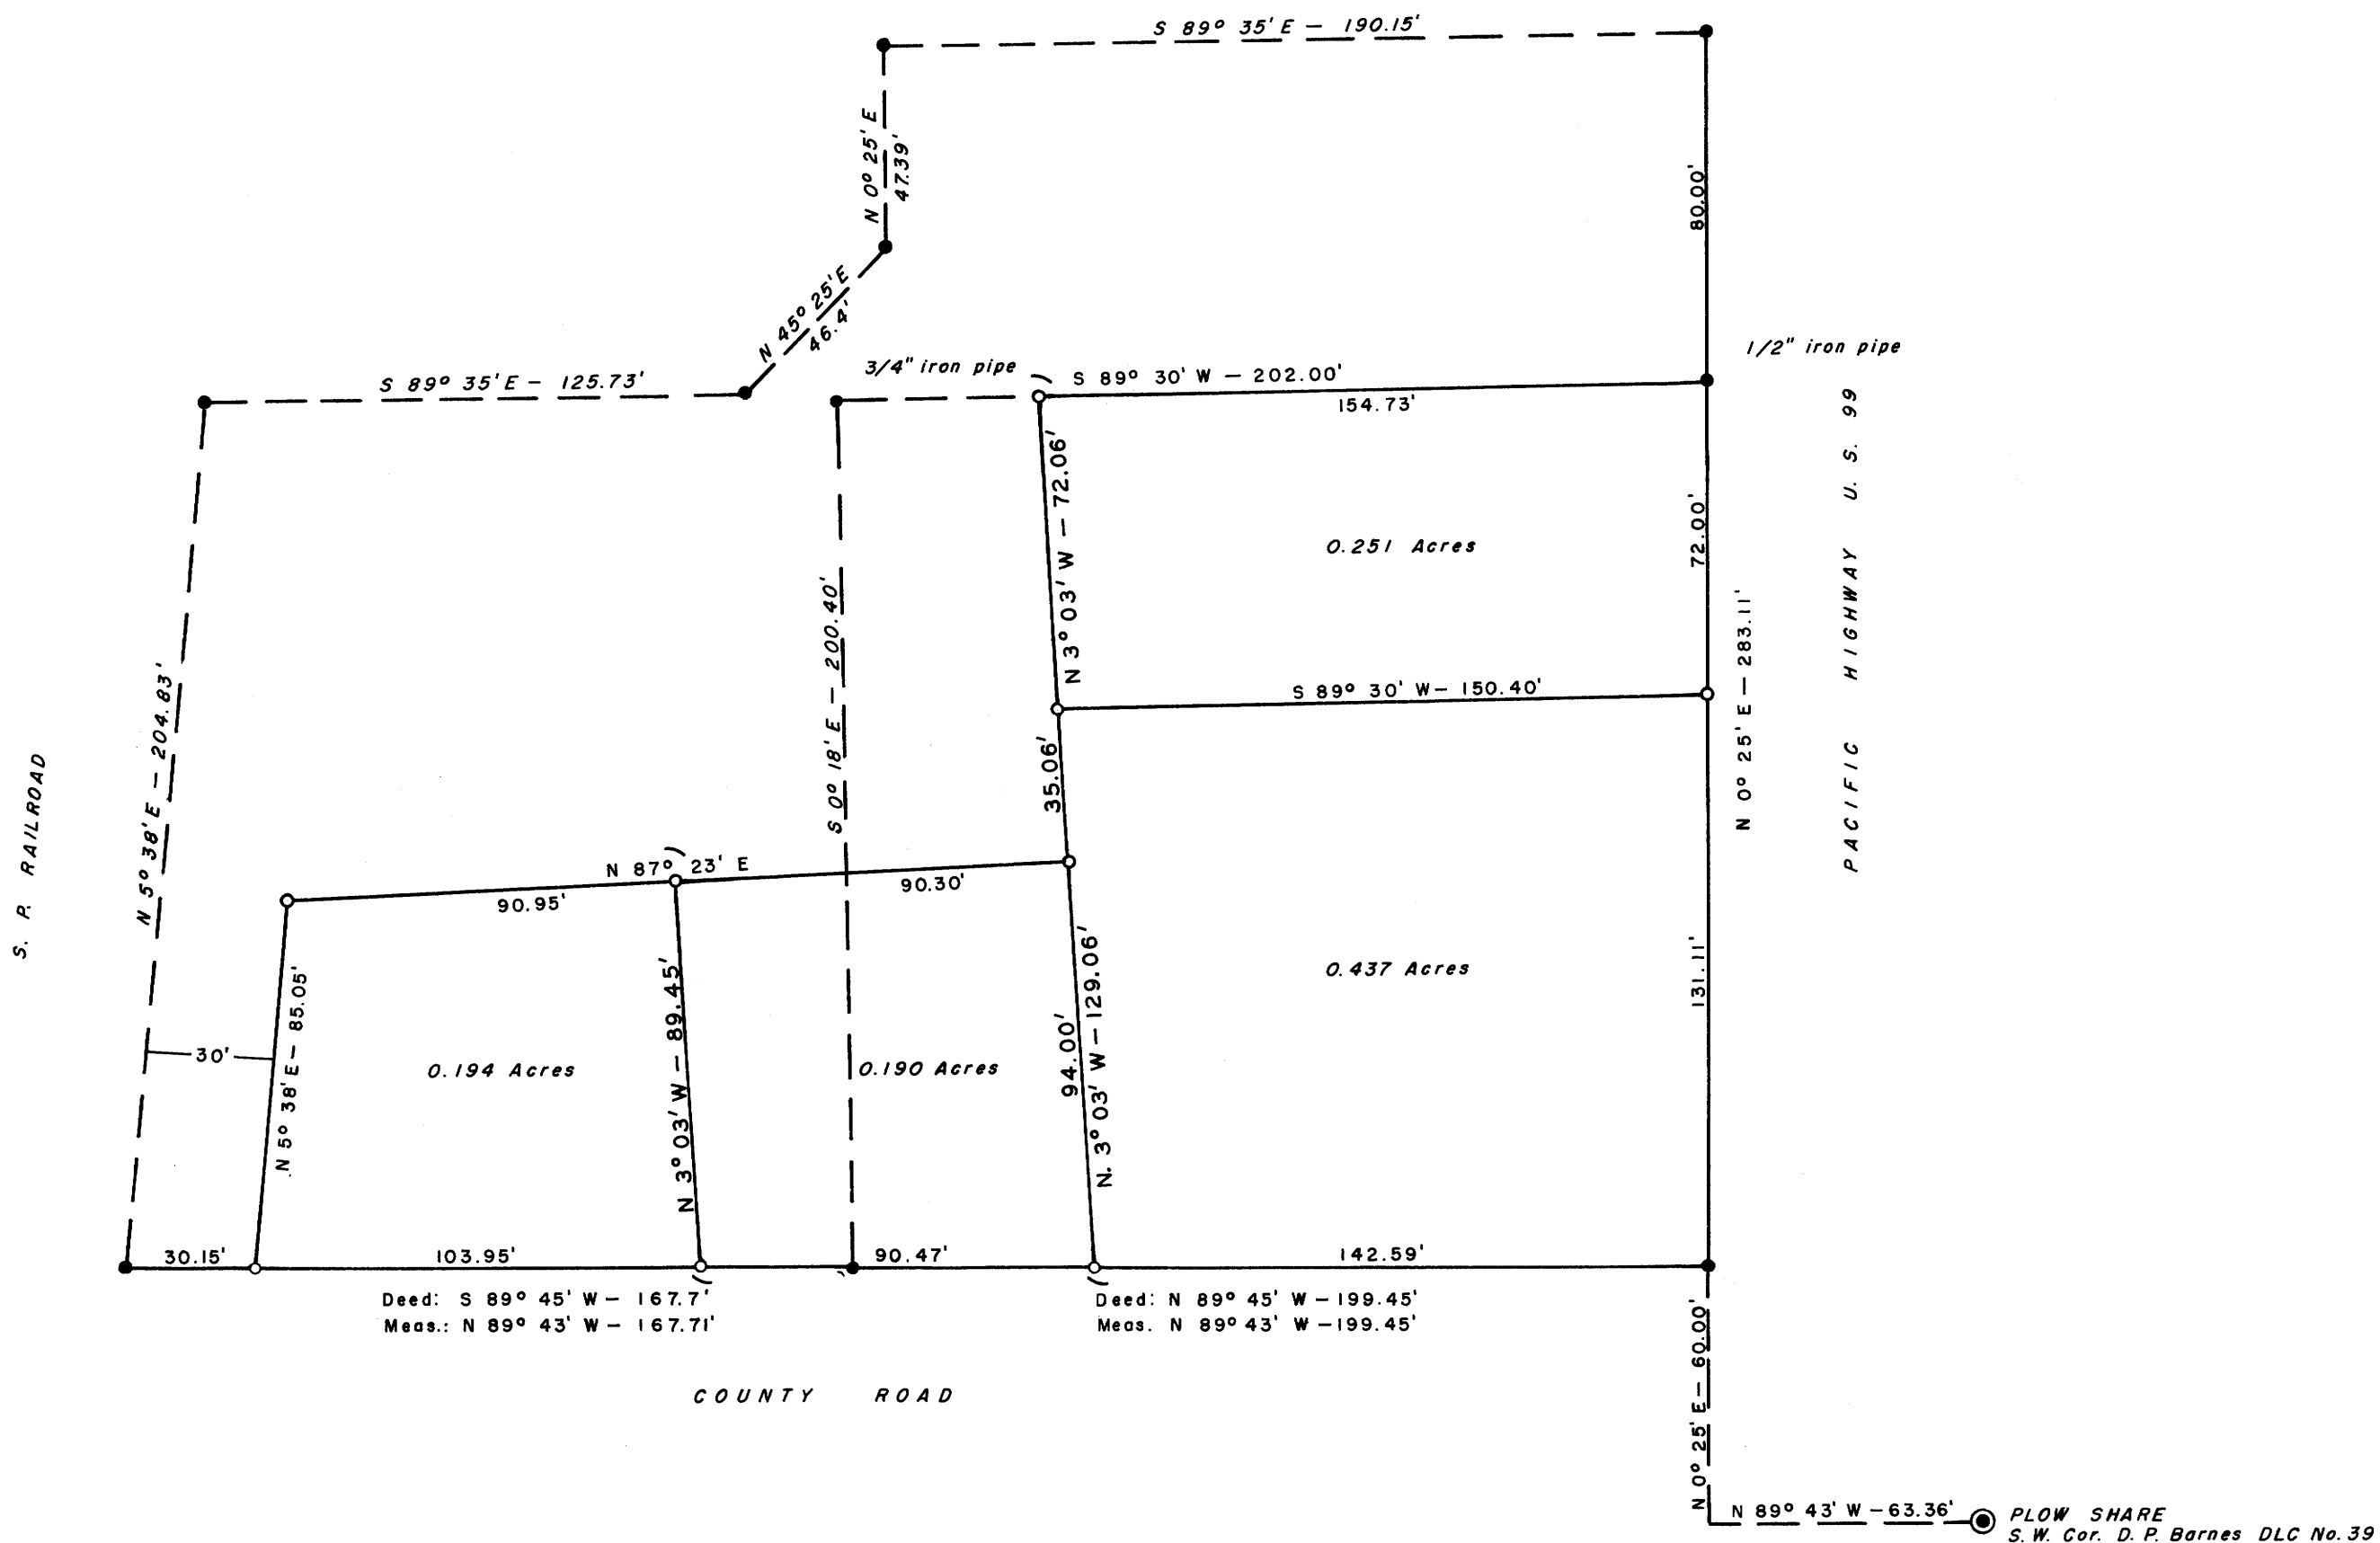 S 89° 35' E — 190.15'
N 0° 25' E
47.39'
80.00'
N 45° 25' E
46.4'
1/2" iron pipe
3/4" iron pipe
S 89° 35' E — 125.73'
S 89° 30' W — 202.00'
154.73'
N 3° 03' W — 72.06'
0.251 Acres
72.00'
PACIFIC HIGHWAY U. S. 99
N 0° 25' E — 283.11'
S 0° 18' E — 200.40'
N 5° 38' E — 204.83'
S 89° 30' W — 150.40'
35.06'
S. P. RAILROAD
N 87° 23' E
90.95'
90.30'
N 5° 38' E — 85.05'
30'
0.194 Acres
N 3° 03' W — 89.45'
0.190 Acres
94.00'
N. 3° 03' W — 129.06'
0.437 Acres
131.11'
30.15'
103.95'
90.47'
142.59'
Deed: S 89° 45' W — 167.7'
Meas.: N 89° 43' W — 167.71'
Deed: N 89° 45' W — 199.45'
Meas. N 89° 43' W — 199.45'
COUNTY ROAD
N 0° 25' E — 60.00'
N 89° 43' W — 63.36'
PLOW SHARE
S. W. Cor. D. P. Barnes DLC No. 39